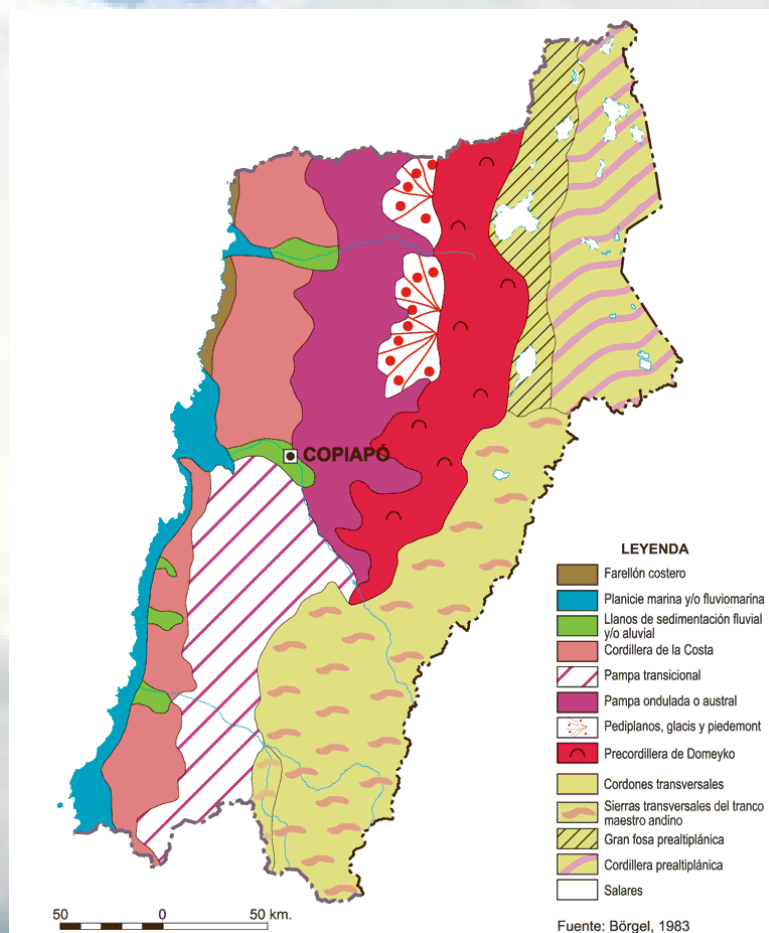 COPIAPÓ
LEYENDA
Farellón costero
Planicie marina y/o fluviomarina
Llanos de sedimentación fluvial
y/o aluvial
Cordillera de la Costa
Pampa transicional
Pampa ondulada o austral
Pediplanos, glacis y piedemont
Precordillera de Domeyko
Cordones transversales
Sierras transversales del tranco
maestro andino
Gran fosa prealtiplánica
Cordillera prealtiplánica
Salares
50 0 50 km.
Fuente: Börgel, 1983